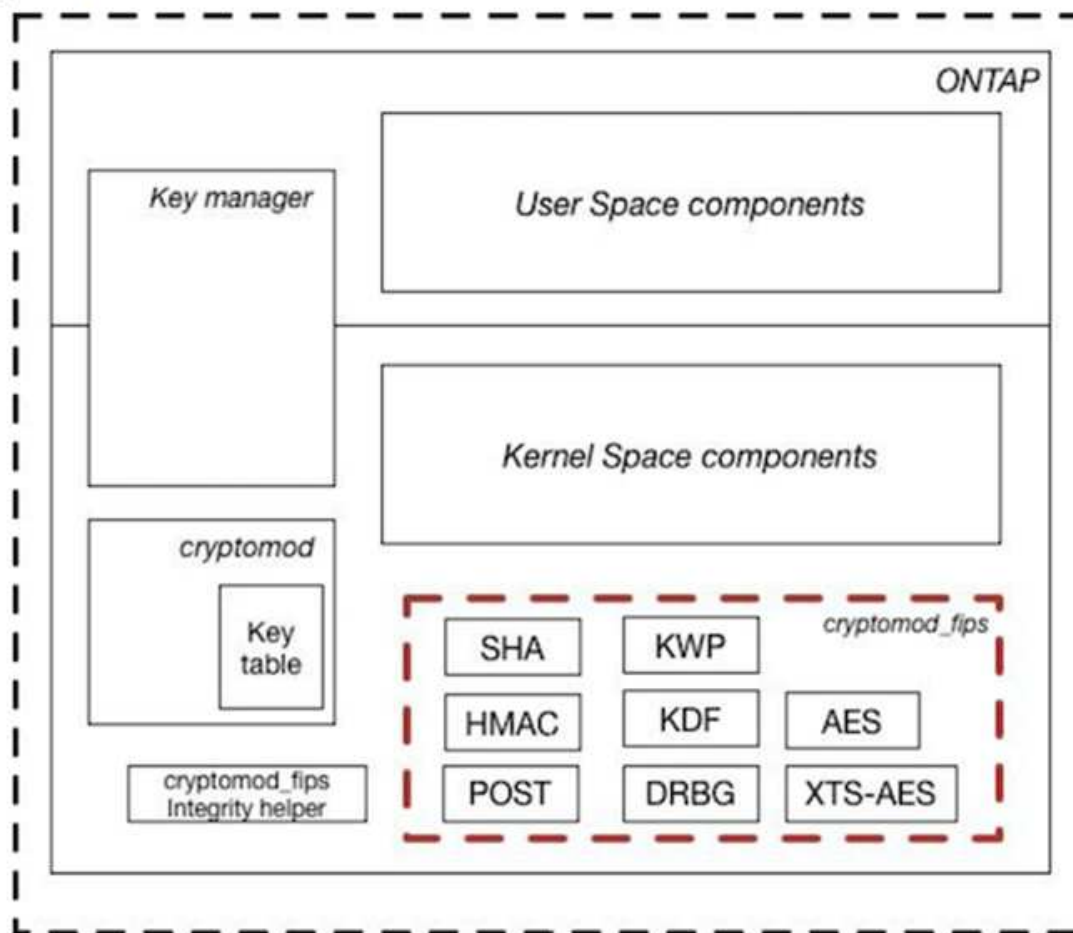 ONTAP
Key manager
User Space components
Kernel Space components
cryptomod
Key
table
cryptomod_fips
SHA
KWP
HMAC
KDF
AES
POST
DRBG
XTS-AES
cryptomod_fips
Integrity helper